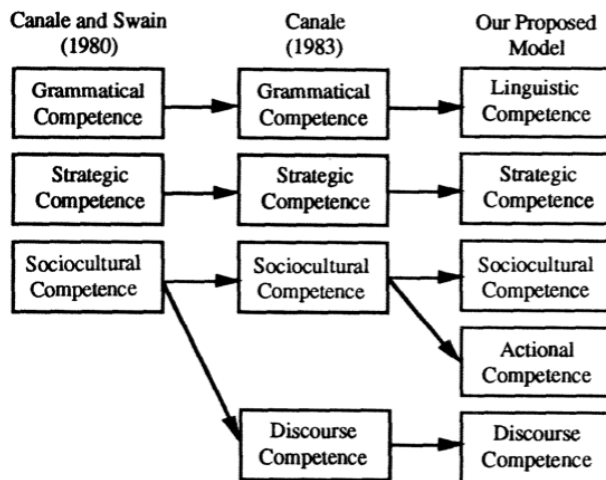 Canale and Swain
(1980)
Canale
(1983)
Our Proposed
Model
Grammatical
Competence
Grammatical
Competence
Linguistic
Competence
Strategic
Competence
Strategic
Competence
Strategic
Competence
Sociocultural
Competence
Sociocultural
Competence
Sociocultural
Competence
Actional
Competence
Discourse
Competence
Discourse
Competence